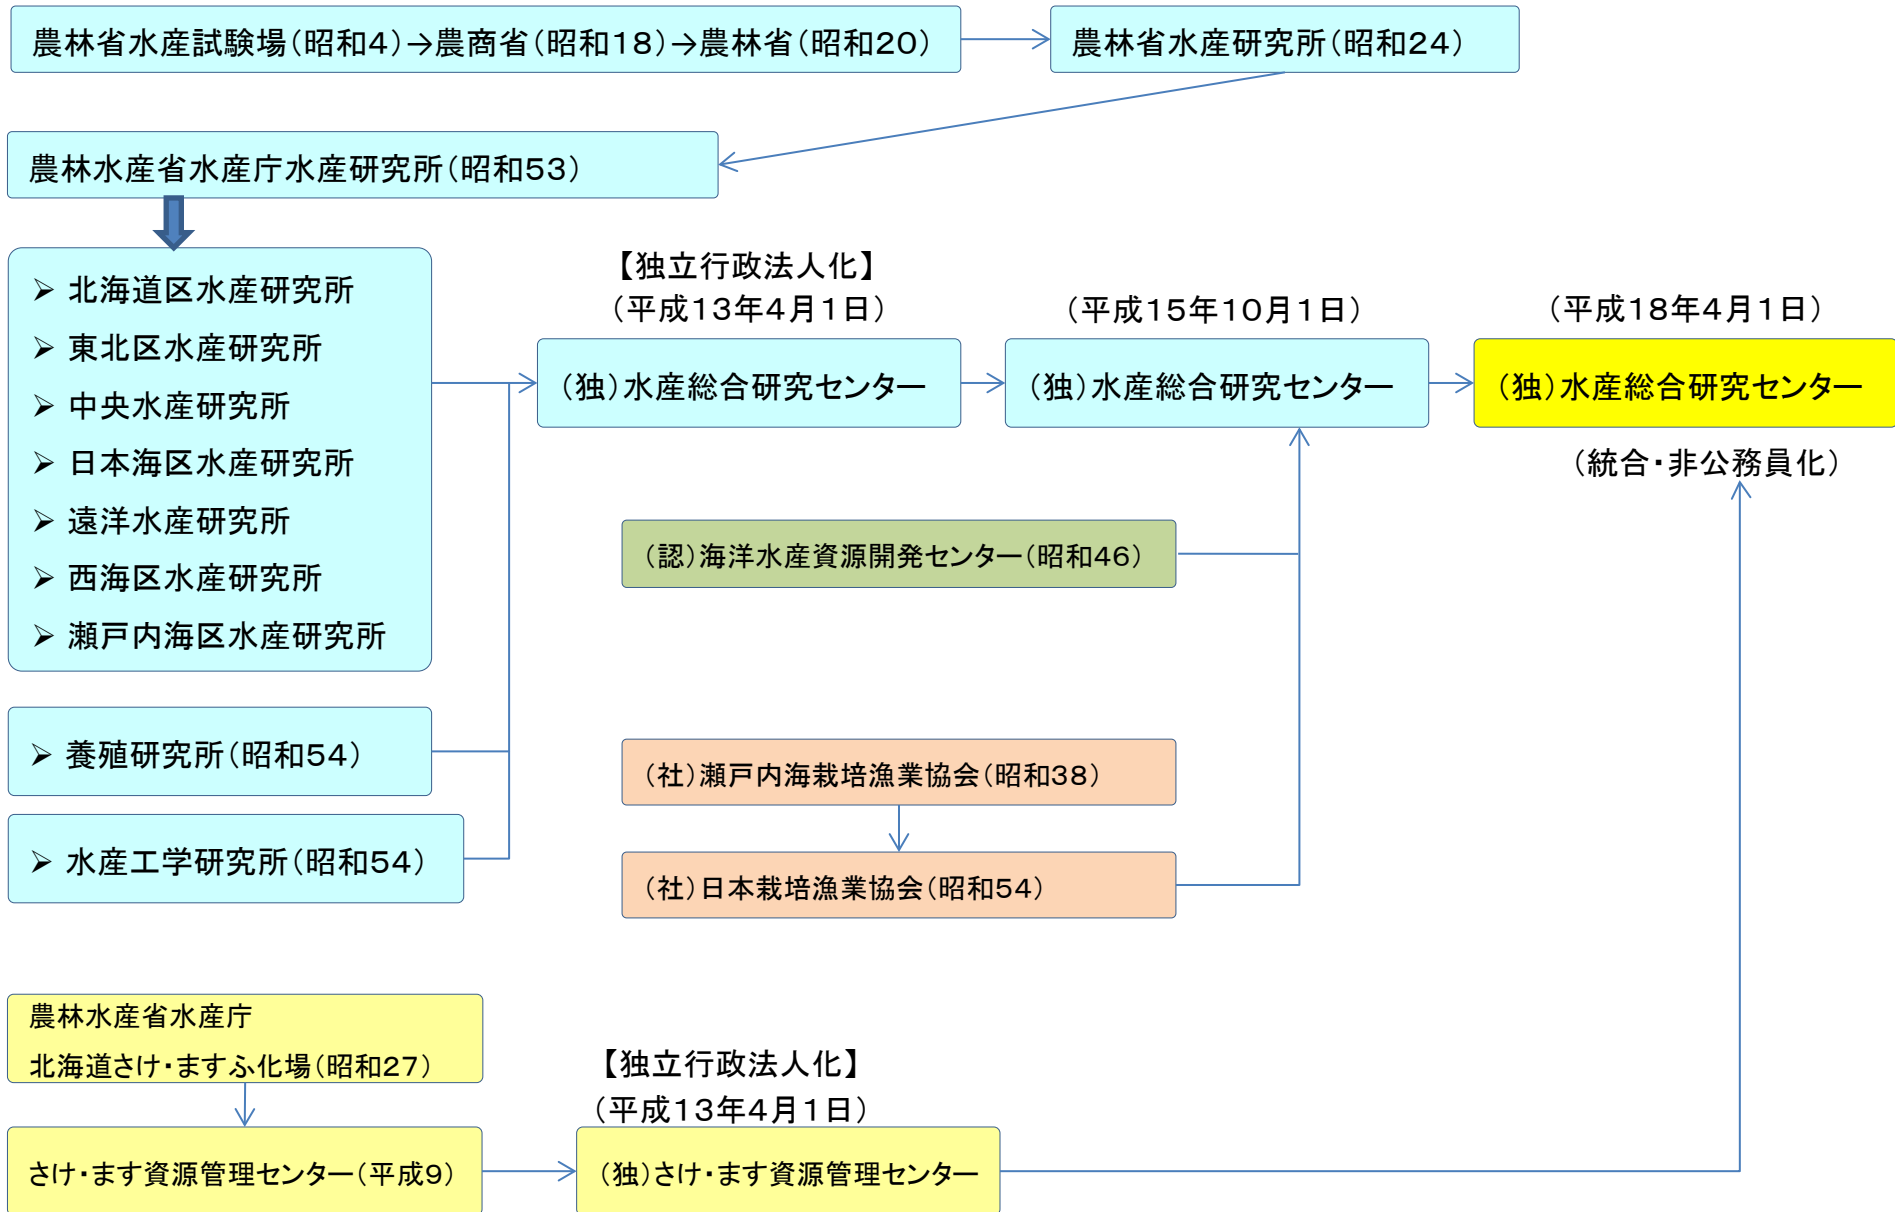 農林省水産試験場（昭和4）→農商省（昭和18）→農林省（昭和20）
農林省水産研究所（昭和24）
農林水産省水産庁水産研究所（昭和53）
➢ 北海道区水産研究所
➢ 東北区水産研究所
➢ 中央水産研究所
➢ 日本海区水産研究所
➢ 遠洋水産研究所
➢ 西海区水産研究所
➢ 瀬戸内海区水産研究所
➢ 養殖研究所（昭和54）
➢ 水産工学研究所（昭和54）
【独立行政法人化】
（平成13年4月1日）
（独）水産総合研究センター
（平成15年10月1日）
（独）水産総合研究センター
（平成18年4月1日）
（独）水産総合研究センター
（統合・非公務員化）
（認）海洋水産資源開発センター（昭和46）
（社）瀬戸内海栽培漁業協会（昭和38）
（社）日本栽培漁業協会（昭和54）
農林水産省水産庁
北海道さけ・ますふ化場（昭和27）
さけ・ます資源管理センター（平成9）
【独立行政法人化】
（平成13年4月1日）
（独）さけ・ます資源管理センター